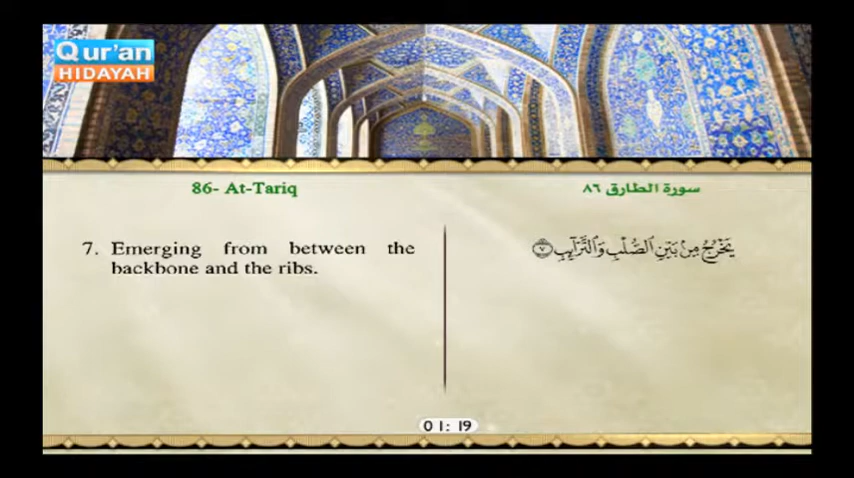 Qur'an
HIDAYAH
86- At-Tariq
سورة الطارق ٨٦
7. Emerging from between the
backbone and the ribs.
يَخْرُجُ مِنۢ بَيْنِ ٱلصُّلْبِ وَٱلتَّرَآئِبِ ٧
01: 19